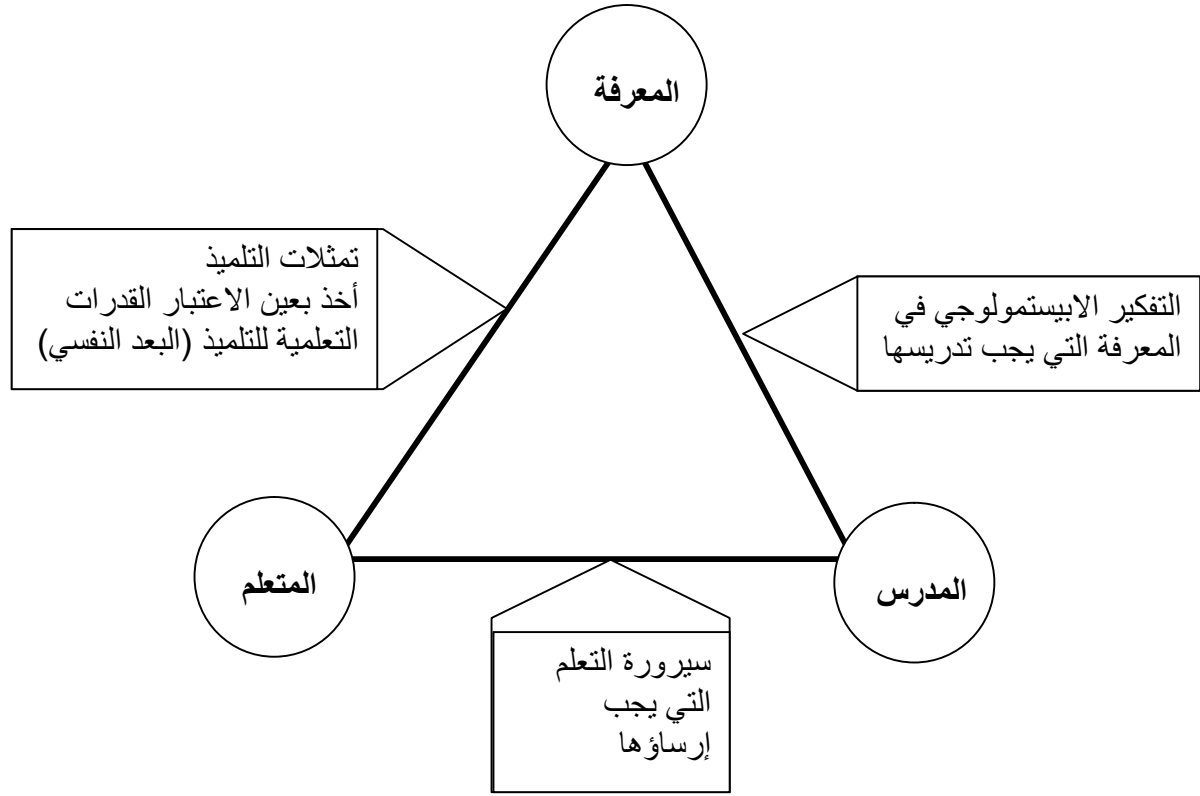 المعرفة
تمثلات التلميذ
أخذ بعين الاعتبار القدرات
التعلمية للتلميذ (البعد النفسي)
التفكير الابيستمولوجي في
المعرفة التي يجب تدريسها
المتعلم
المدرس
سيرورة التعلم
التي يجب
إرساؤها